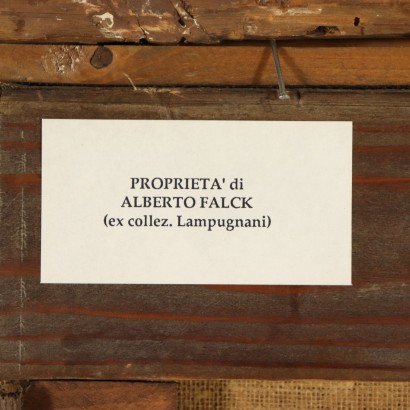 PROPRIETA' di
ALBERTO FALCK
(ex collez. Lampugnani)